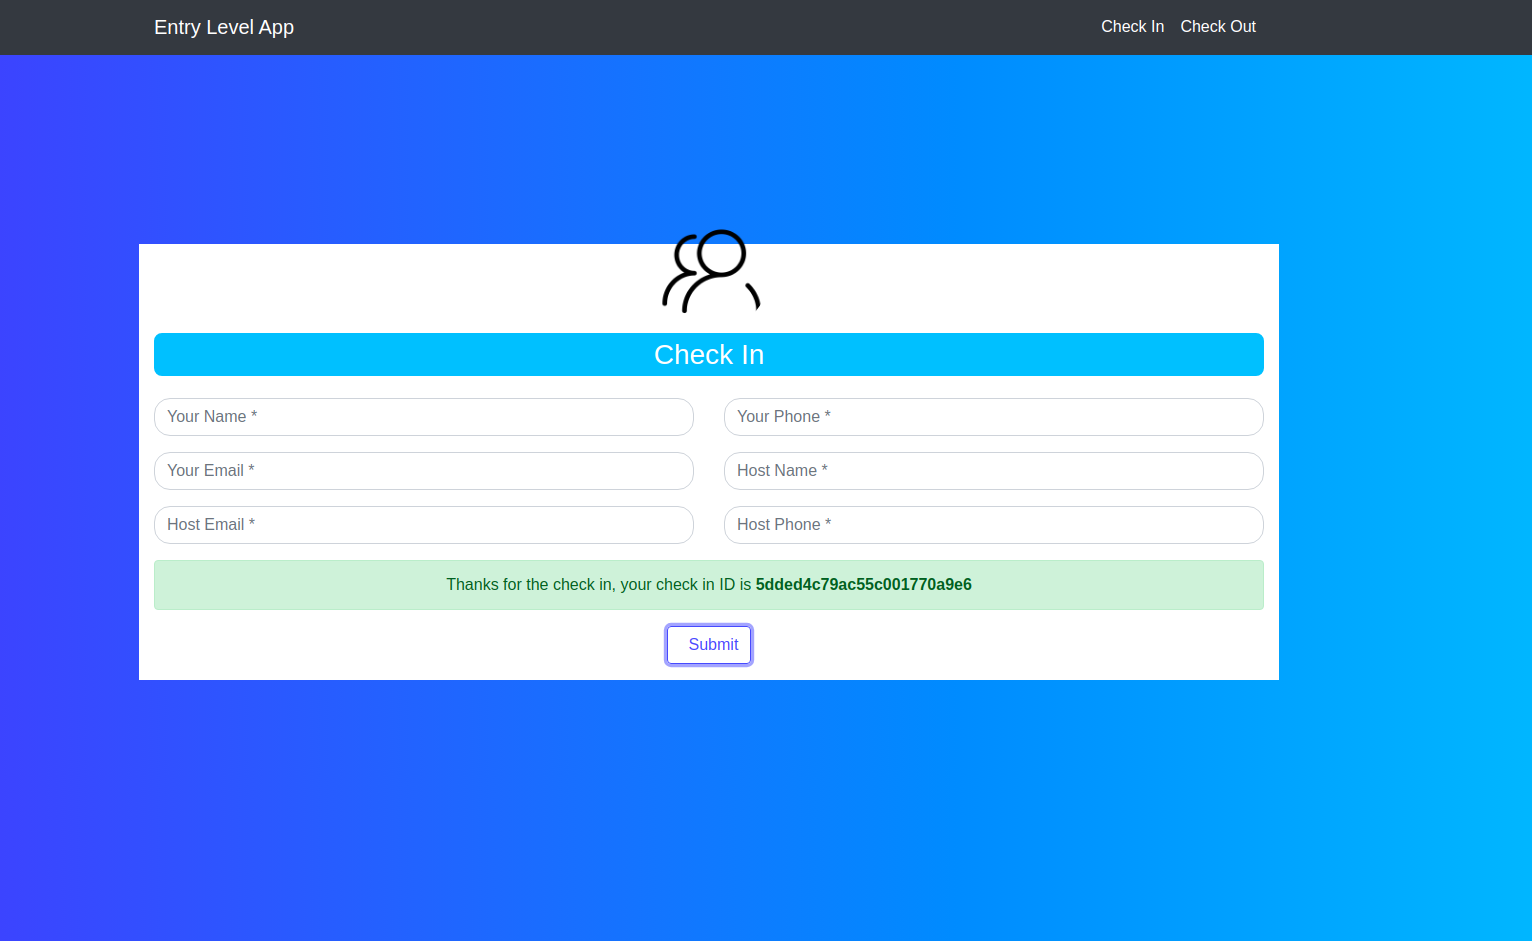 Entry Level App
Check In Check Out
Check In
Your Name * Your Phone *
Your Email * Host Name *
Host Email * Host Phone *
Thanks for the check in, your check in ID is 5dded4c79ac55c001770a9e6
Submit